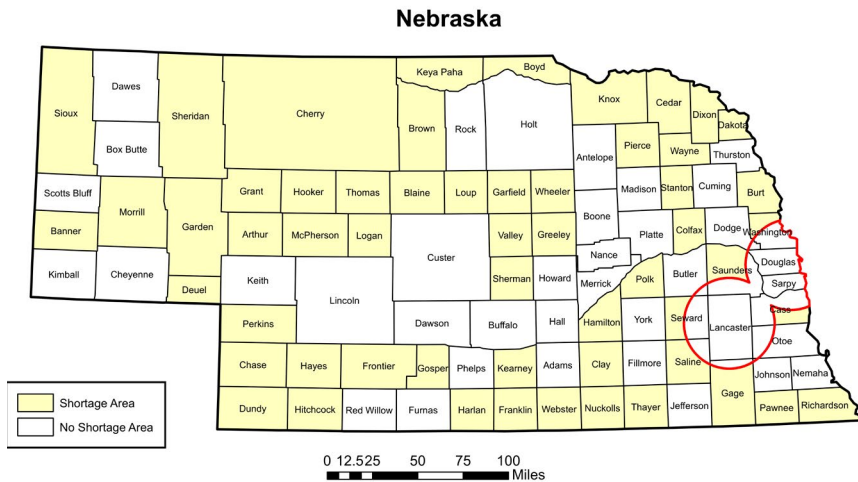 Nebraska
Keya Paha Boyd
Dawes
Knox Cedar Dixon Dakota
Sioux Sheridan Cherry
Brown Rock Holt
Box Butte Antelope Pierce Wayne Thurston
Scotts Bluff Grant Hooker Thomas Blaine Loup Garfield Wheeler Madison Stanton Cuming Burt
Morrill Garden
Banner Arthur McPherson Logan Valley Greeley Boone Platte Colfax Dodge Washington
Custer Nance Douglas
Kimball Cheyenne Keith Sherman Howard Merrick Polk Butler Saunders Sarpy
Deuel Lincoln
Perkins Dawson Buffalo Hall Hamilton York Seward Lancaster Cass
Otoe
Chase Hayes Frontier Gosper Phelps Kearney Adams Clay Fillmore Saline Johnson Nemaha
Dundy Hitchcock Red Willow Furnas Harlan Franklin Webster Nuckolls Thayer Jefferson Gage Pawnee Richardson
Shortage Area
No Shortage Area
0 12.525 50 75 100
Miles